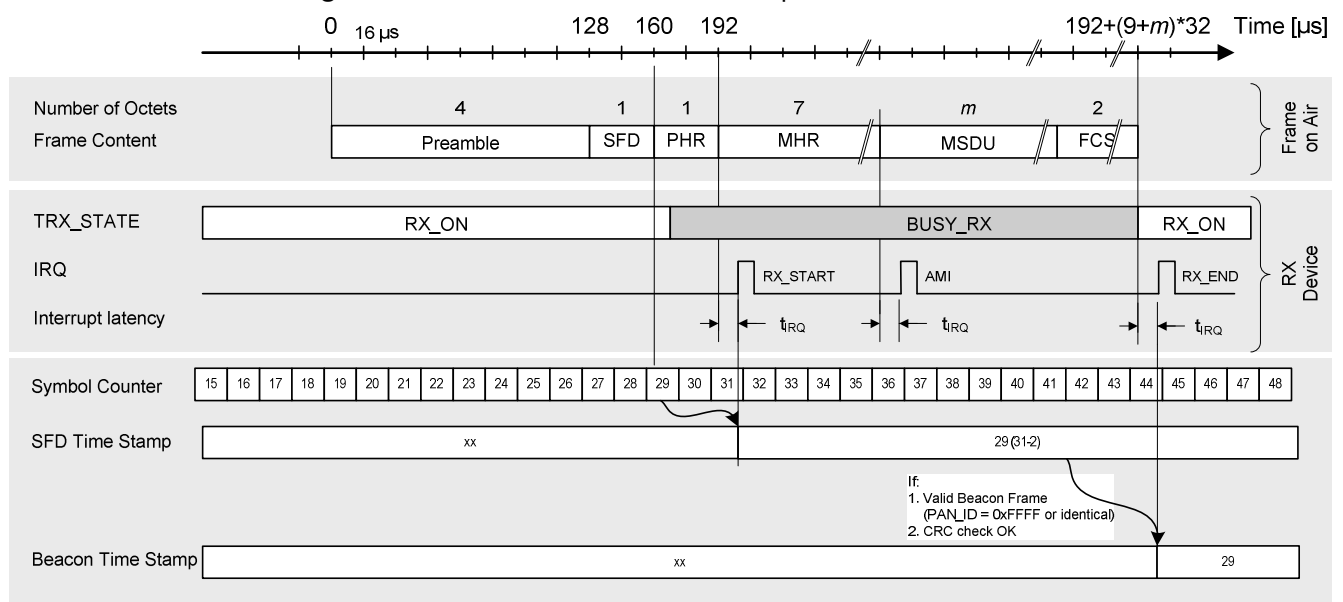 0 16 µs 128 160 192 192+(9+m)*32 Time [µs]
Number of Octets 4 1 1 7 m 2
Frame Content Preamble SFD PHR MHR MSDU FCS
Frame on Air
TRX_STATE RX_ON BUSY_RX RX_ON
IRQ RX_START AMI RX_END
Interrupt latency tIRQ tIRQ tIRQ
RX Device
Symbol Counter 15 16 17 18 19 20 21 22 23 24 25 26 27 28 29 30 31 32 33 34 35 36 37 38 39 40 41 42 43 44 45 46 47 48
SFD Time Stamp xx 29 (31-2)
If:
1. Valid Beacon Frame
(PAN_ID = 0xFFFF or identical)
2. CRC check OK
Beacon Time Stamp xx 29